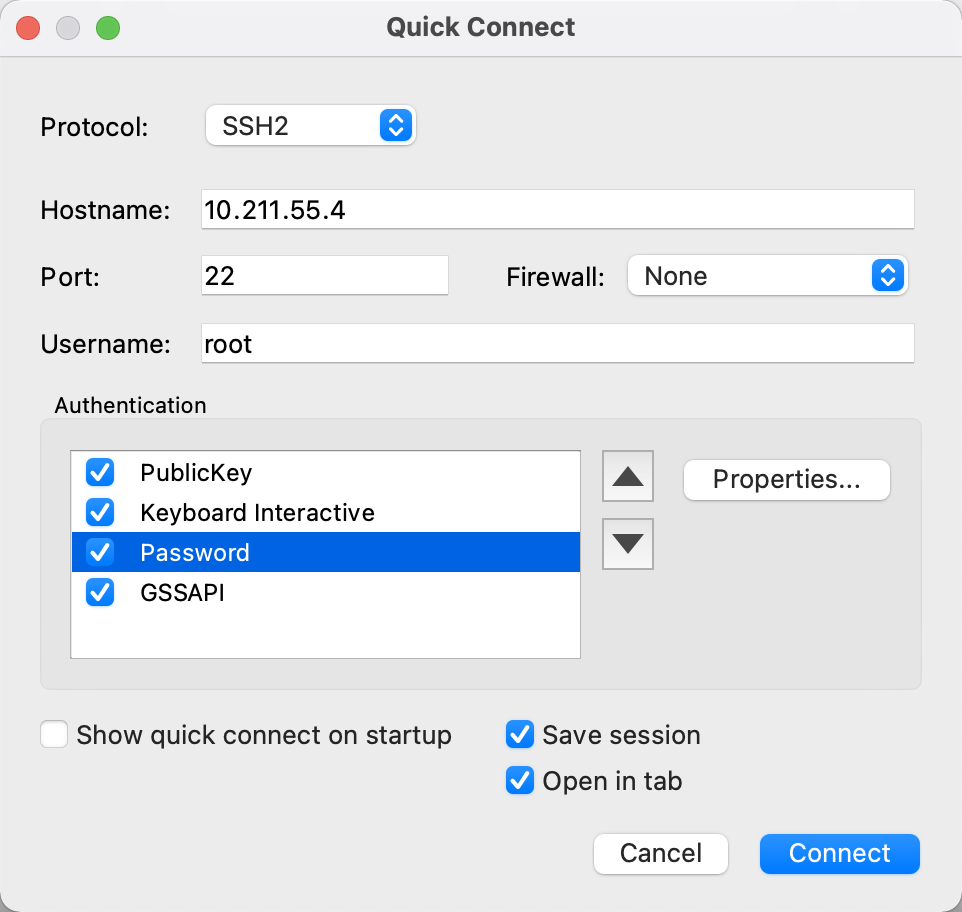 Quick Connect
Protocol: SSH2
Hostname: 10.211.55.4
Port: 22 Firewall: None
Username: root
Authentication
PublicKey
Properties...
Keyboard Interactive
Password
GSSAPI
Show quick connect on startup Save session
Open in tab
Cancel Connect